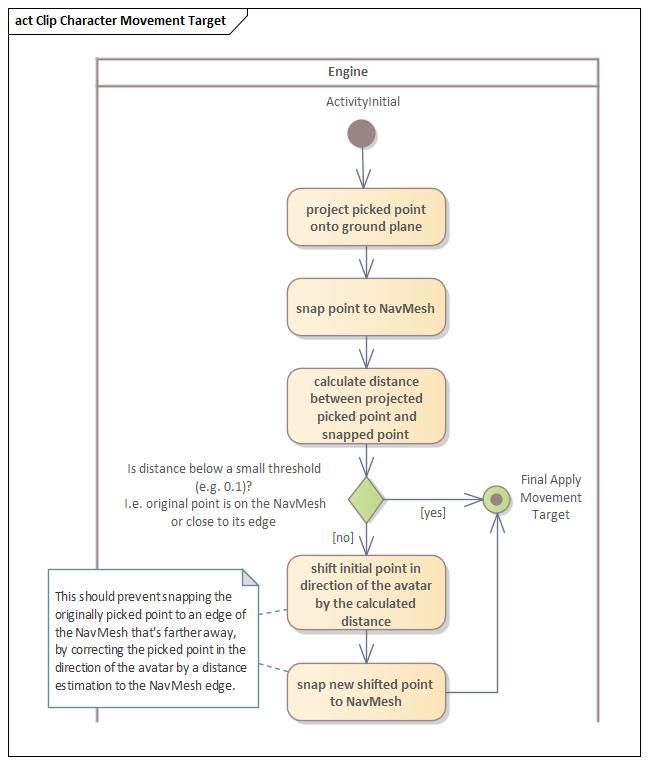 act Clip Character Movement Target
Engine
ActivityInitial
project picked point
onto ground plane
snap point to NavMesh
calculate distance
between projected
picked point and
snapped point
Is distance below a small threshold
(e.g. 0.1)?
I.e. original point is on the NavMesh
or close to its edge
[yes]
Final Apply
Movement
Target
[no]
shift initial point in
direction of the avatar
by the calculated
distance
This should prevent snapping the
originally picked point to an edge of
the NavMesh that's farther away,
by correcting the picked point in the
direction of the avatar by a distance
estimation to the NavMesh edge.
snap new shifted point
to NavMesh